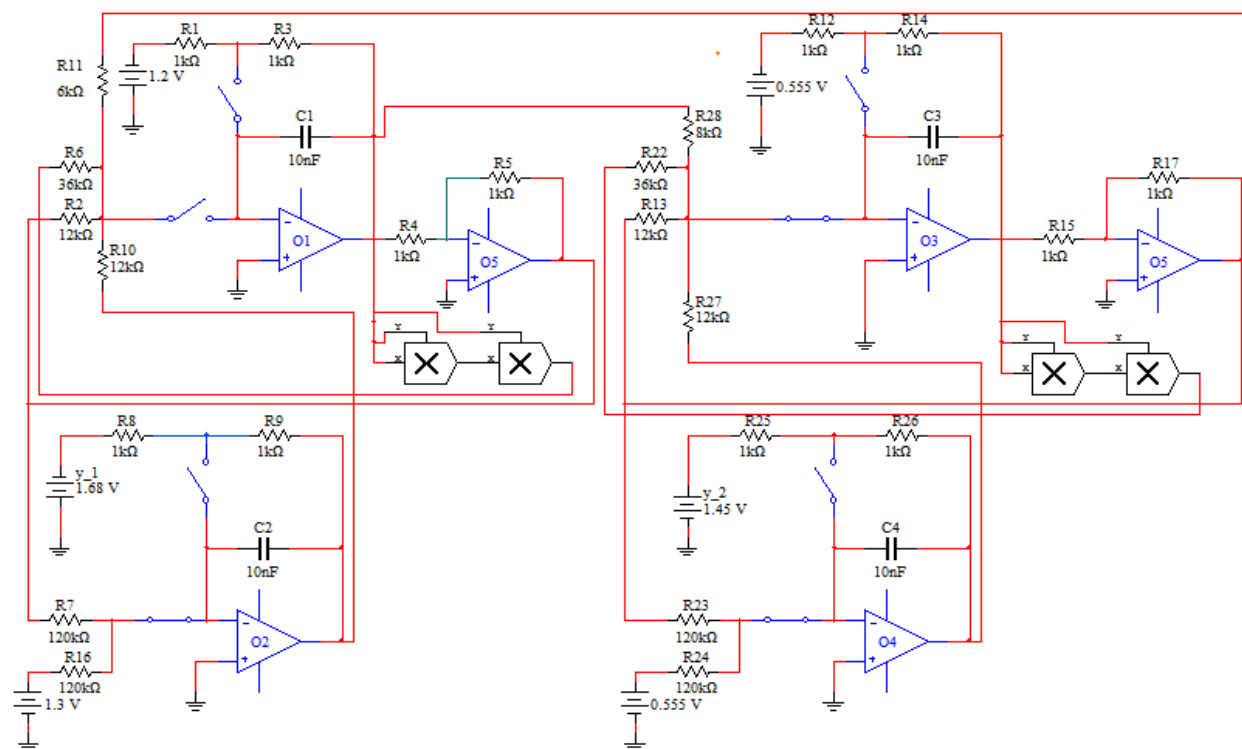 R1
1kΩ
R3
1kΩ
1.2 V
R11
6kΩ
C1
10nF
R6
36kΩ
R2
12kΩ
R10
12kΩ
O1
R4
1kΩ
R5
1kΩ
O5
Y
X
Y
X
R12
1kΩ
R14
1kΩ
0.555 V
R28
8kΩ
C3
10nF
R22
36kΩ
R13
12kΩ
R27
12kΩ
O3
R15
1kΩ
R17
1kΩ
O5
Y
X
Y
X
R8
1kΩ
R9
1kΩ
y_1
1.68 V
C2
10nF
R7
120kΩ
R16
120kΩ
1.3 V
O2
R25
1kΩ
R26
1kΩ
y_2
1.45 V
C4
10nF
R23
120kΩ
R24
120kΩ
0.555 V
O4